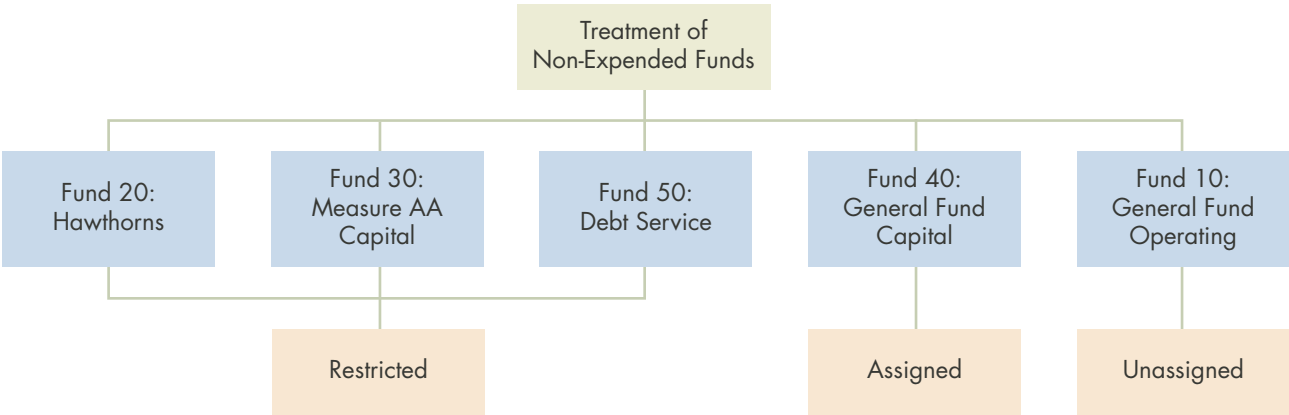 Treatment of
Non-Expended Funds
Fund 20:
Hawthorns
Fund 30:
Measure AA
Capital
Fund 50:
Debt Service
Fund 40:
General Fund
Capital
Fund 10:
General Fund
Operating
Restricted
Assigned
Unassigned